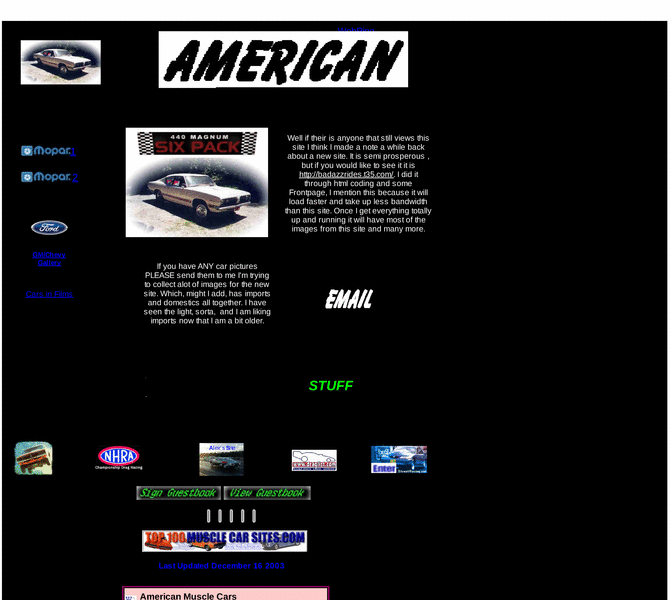 AMERICAN
440 MAGNUM
SIX PACK
Mopar 1
Mopar 2
Ford
Cars in Films
Well if their is anyone that still views this
site I think I made a note a while back
about a new site. It is semi prosperous ,
but if you would like to see it it is
http://badazzrides.t35.com/. I did it
through html coding and some
Frontpage, I mention this because it will
load faster and take up less bandwidth
than this site. Once I get everything totally
up and running it will have most of the
images from this site and many more.
If you have ANY car pictures
PLEASE send them to me I'm trying
to collect alot of images for the new
site. Which, might I add, has imports
and domestics all together. I have
seen the light, sorta, and I am liking
imports now that I am a bit older.
EMAIL
STUFF
NHRA
Championship Drag Racing
Alex's Site
www.draglist.com
Enter
Sign Guestbook
View Guestbook
TOP 100 MUSCLE CAR SITES.COM
Last Updated December 16 2003
American Muscle Cars